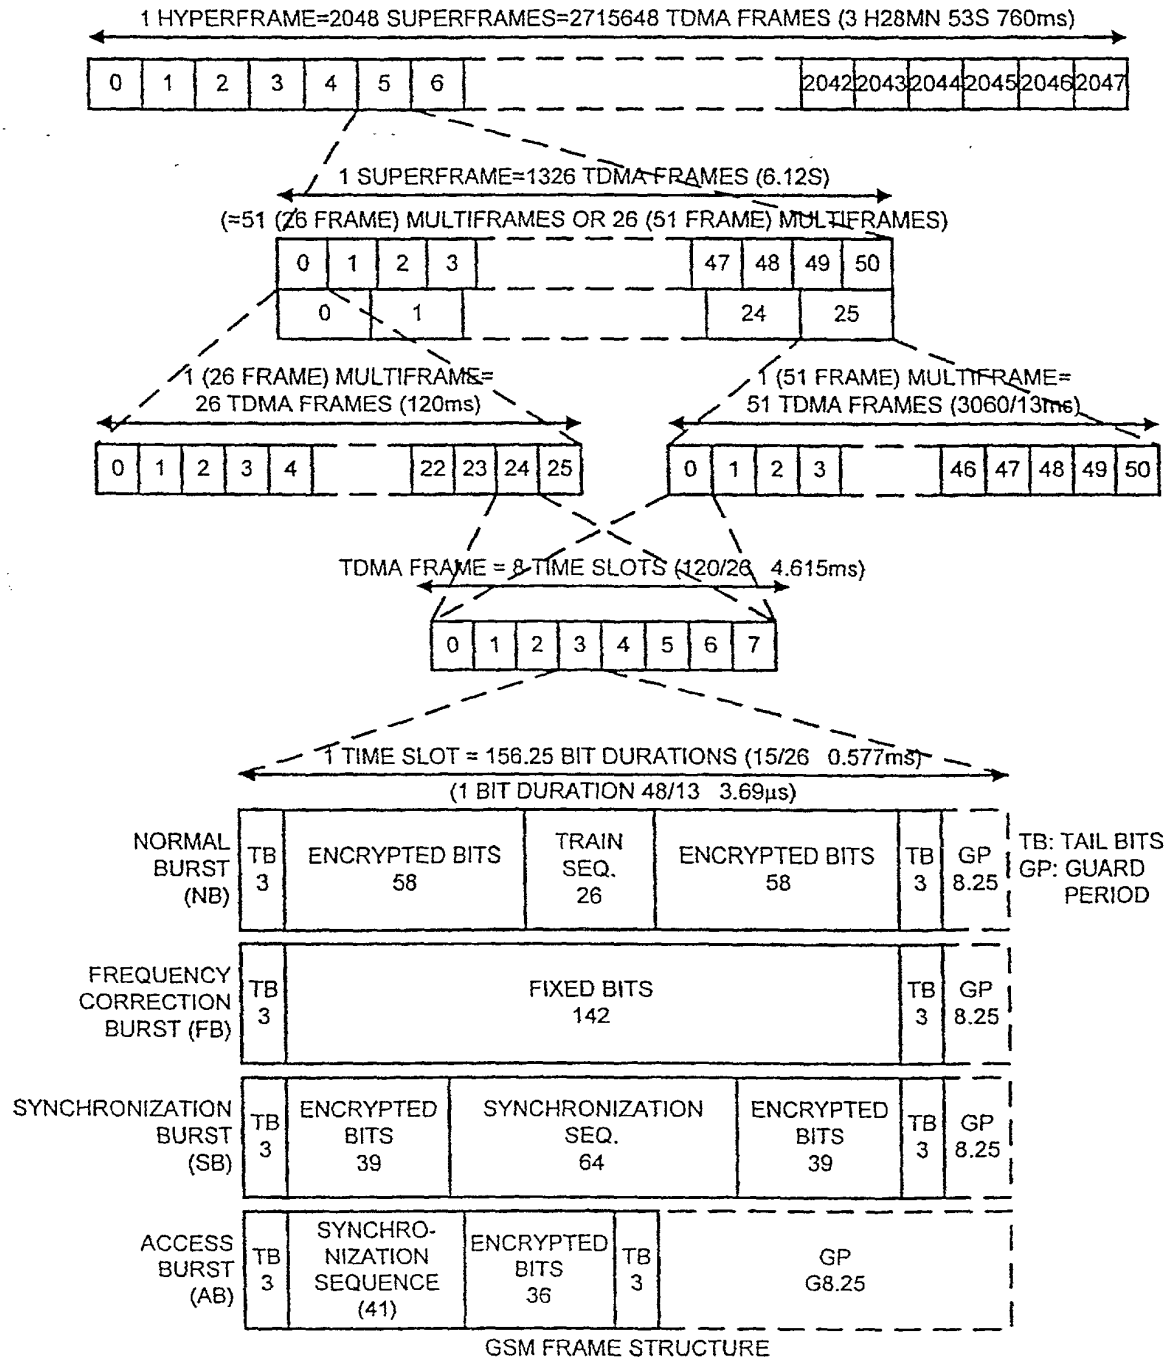 1 HYPERFRAME=2048 SUPERFRAMES=2715648 TDMA FRAMES (3 H28MN 53S 760ms)
0 1 2 3 4 5 6 2042 2043 2044 2045 2046 2047
1 SUPERFRAME=1326 TDMA FRAMES (6.12S)
(=51 (26 FRAME) MULTIFRAMES OR 26 (51 FRAME) MULTIFRAMES)
0 1 2 3 47 48 49 50
0 1 24 25
1 (26 FRAME) MULTIFRAME=
26 TDMA FRAMES (120ms)
1 (51 FRAME) MULTIFRAME=
51 TDMA FRAMES (3060/13ms)
0 1 2 3 4 22 23 24 25
0 1 2 3 46 47 48 49 50
TDMA FRAME = 8 TIME SLOTS (120/26 4.615ms)
0 1 2 3 4 5 6 7
1 TIME SLOT = 156.25 BIT DURATIONS (15/26 0.577ms)
(1 BIT DURATION 48/13 3.69µs)
NORMAL
BURST
(NB)
TB
3
ENCRYPTED BITS
58
TRAIN
SEQ.
26
ENCRYPTED BITS
58
TB
3
GP
8.25
TB: TAIL BITS
GP: GUARD
PERIOD
FREQUENCY
CORRECTION
BURST (FB)
TB
3
FIXED BITS
142
TB
3
GP
8.25
SYNCHRONIZATION
BURST
(SB)
TB
3
ENCRYPTED
BITS
39
SYNCHRONIZATION
SEQ.
64
ENCRYPTED
BITS
39
TB
3
GP
8.25
ACCESS
BURST
(AB)
TB
3
SYNCHRO-
NIZATION
SEQUENCE
(41)
ENCRYPTED
BITS
36
TB
3
GP
G8.25
GSM FRAME STRUCTURE